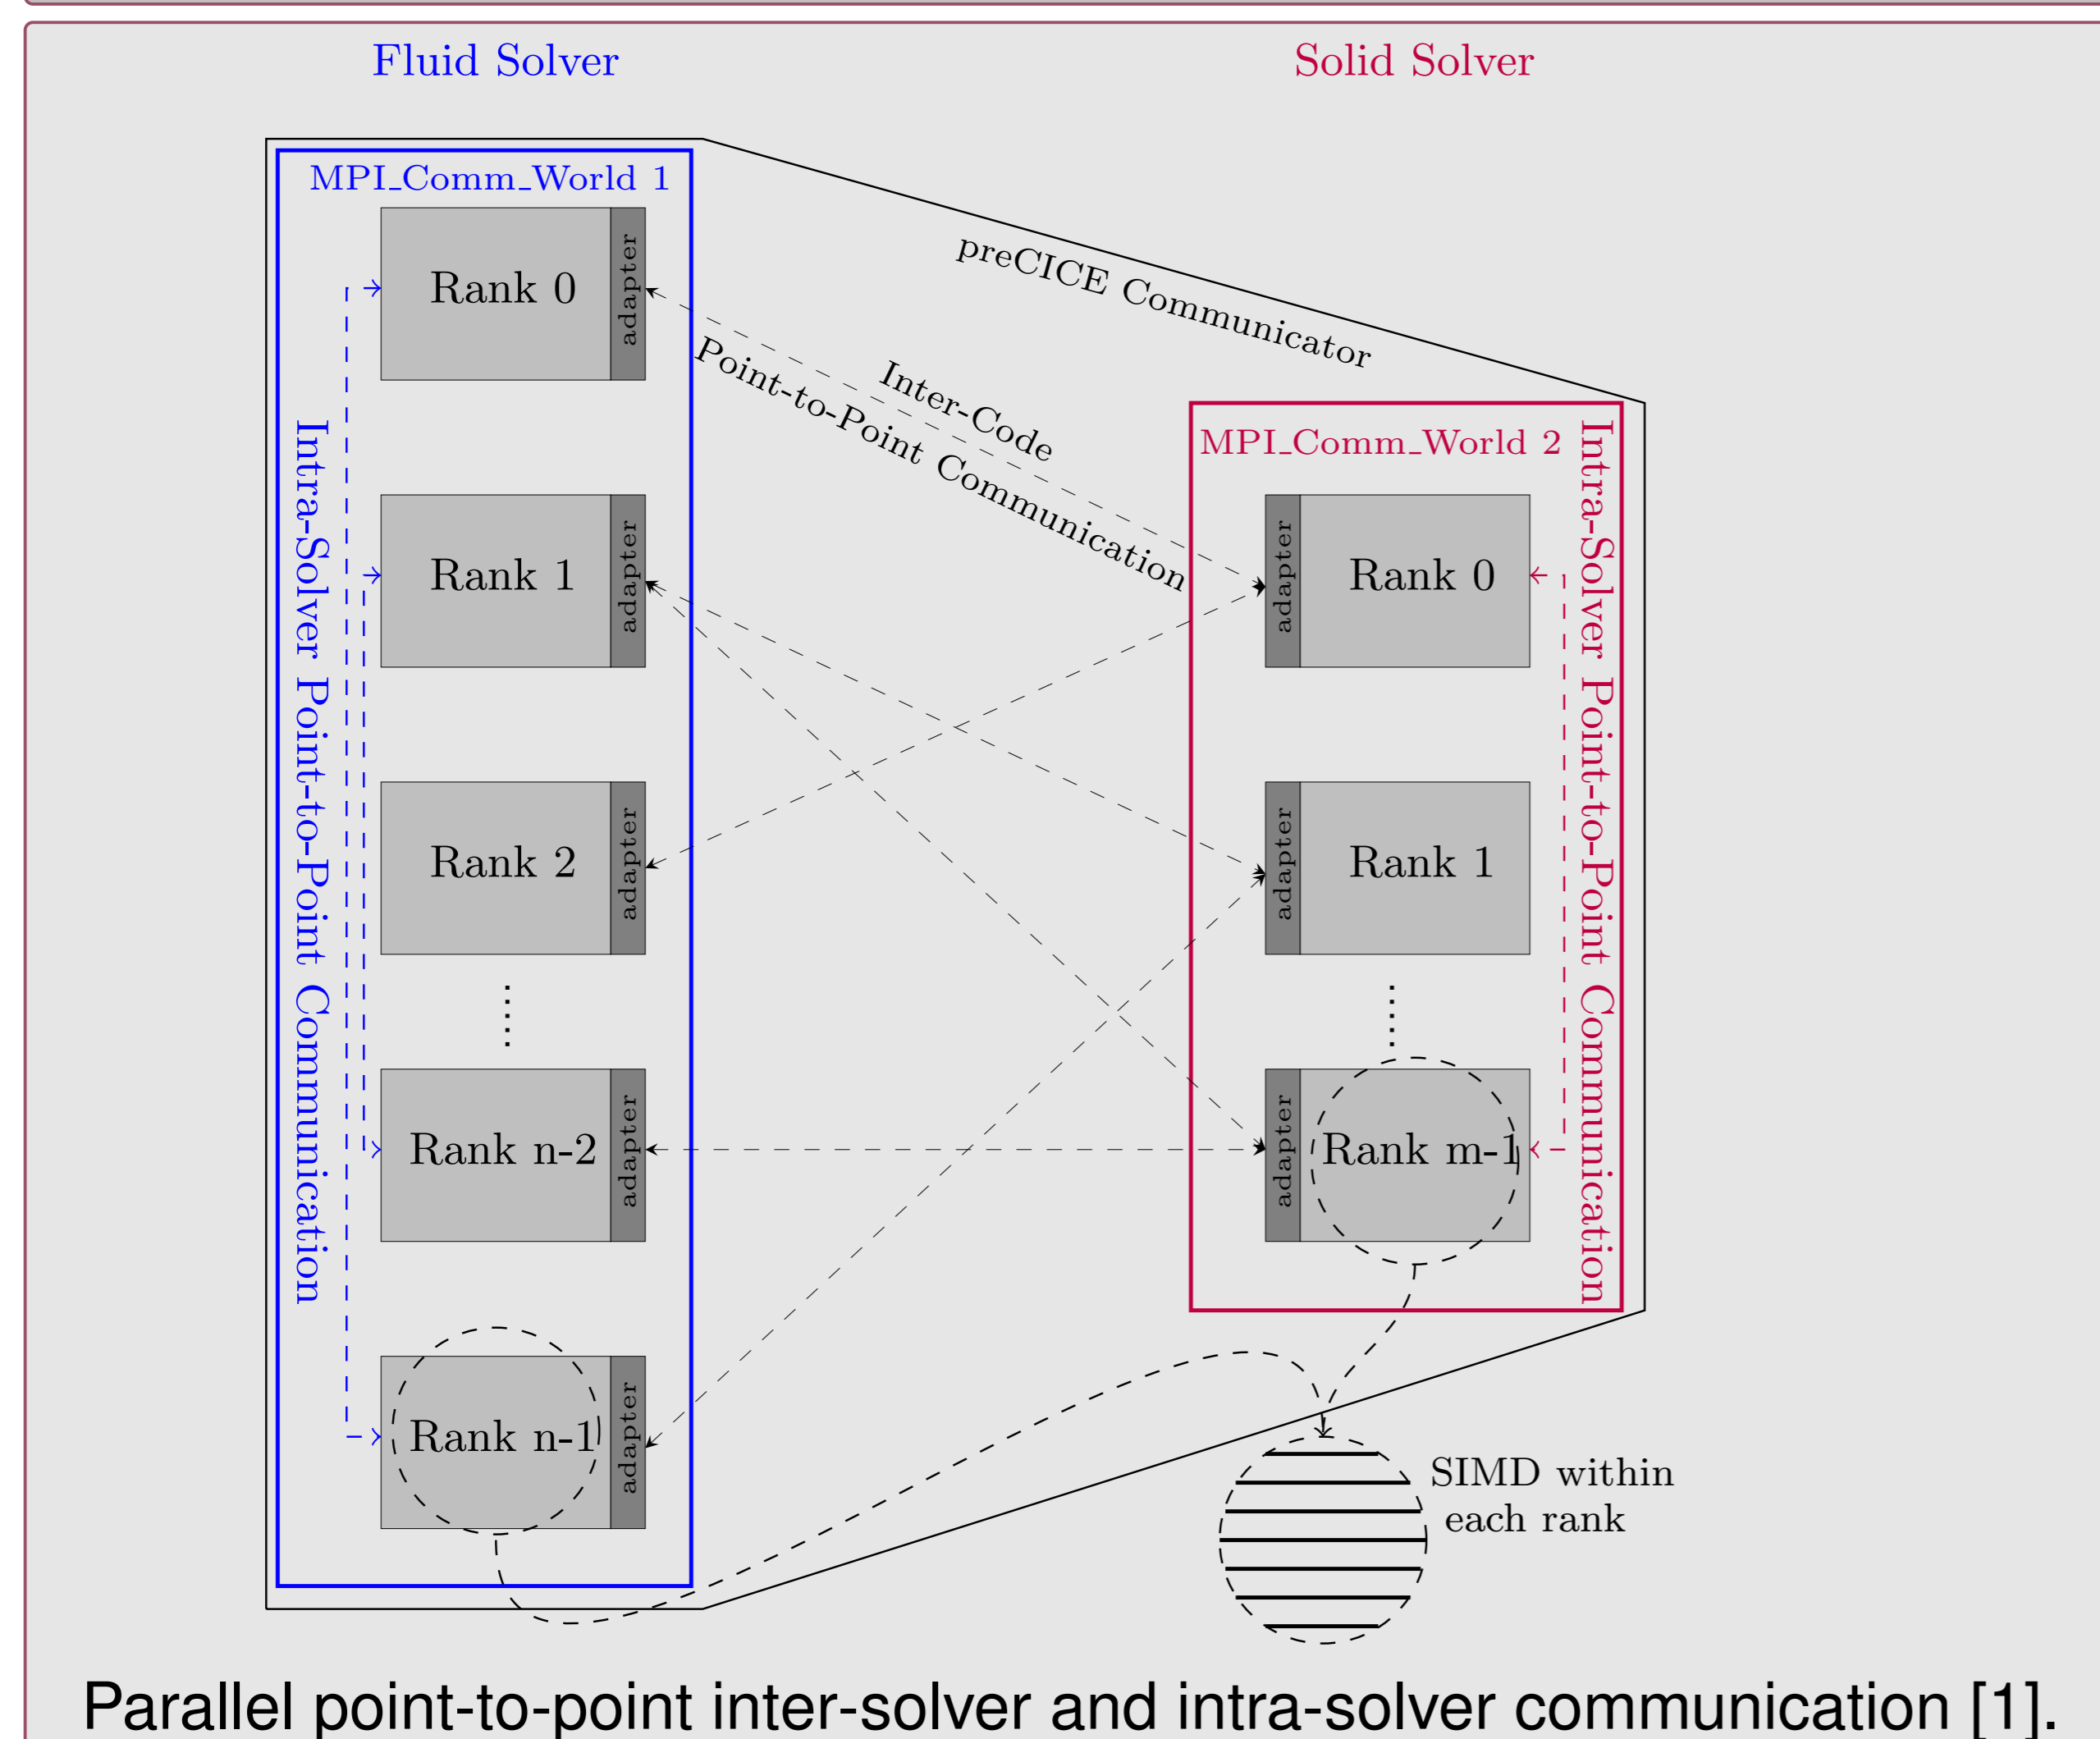 Fluid Solver
Solid Solver
MPI_Comm_World 1
Rank 0
adapter
preCICE Communicator
Inter-Code
Point-to-Point Communication
MPI_Comm_World 2
Intra-Solver Point-to-Point Communication
Intra-Solver Point-to-Point Communication
Rank 1
adapter
adapter
Rank 0
Rank 2
adapter
adapter
Rank 1
......
......
Rank n-2
adapter
adapter
Rank m-1
Rank n-1
adapter
SIMD within
each rank
Parallel point-to-point inter-solver and intra-solver communication [1].